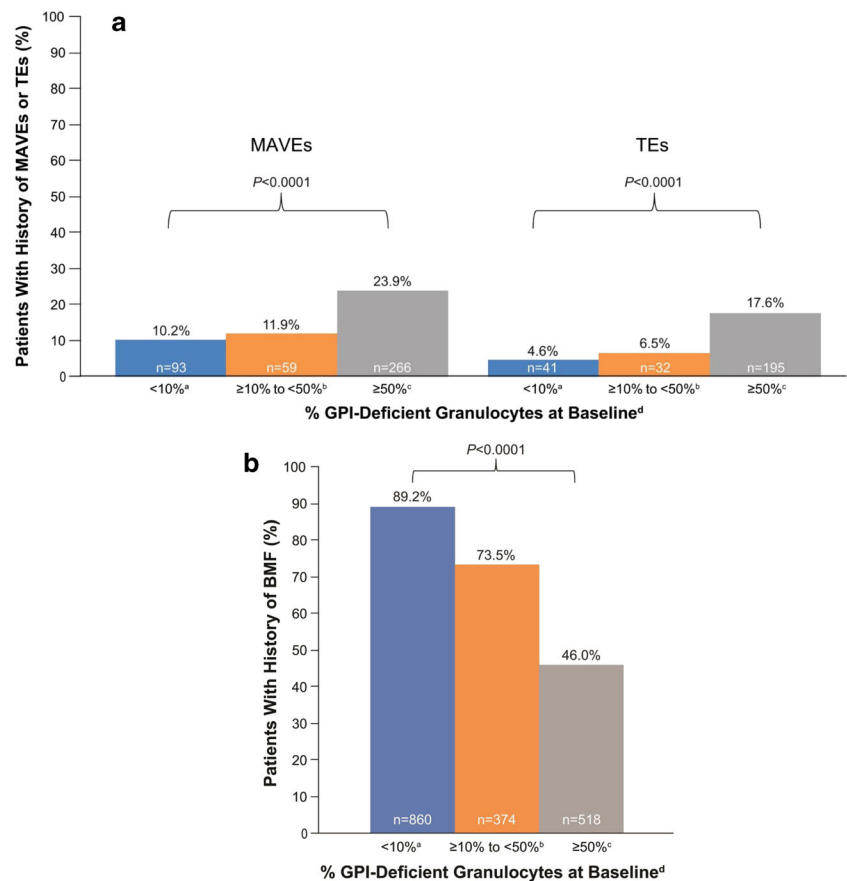 a
Patients With History of MAVEs or TEs (%)
100
90
80
70
60
50
40
30
20
10
0
MAVEs
TEs
P<0.0001
P<0.0001
10.2%
11.9%
23.9%
4.6%
6.5%
17.6%
n=93
n=59
n=266
n=41
n=32
n=195
<10%ᵃ
≥10% to <50%ᵇ
≥50%ᶜ
<10%ᵃ
≥10% to <50%ᵇ
≥50%ᶜ
% GPI-Deficient Granulocytes at Baselineᵈ
b
Patients With History of BMF (%)
100
90
80
70
60
50
40
30
20
10
0
P<0.0001
89.2%
73.5%
46.0%
n=860
n=374
n=518
<10%ᵃ
≥10% to <50%ᵇ
≥50%ᶜ
% GPI-Deficient Granulocytes at Baselineᵈ